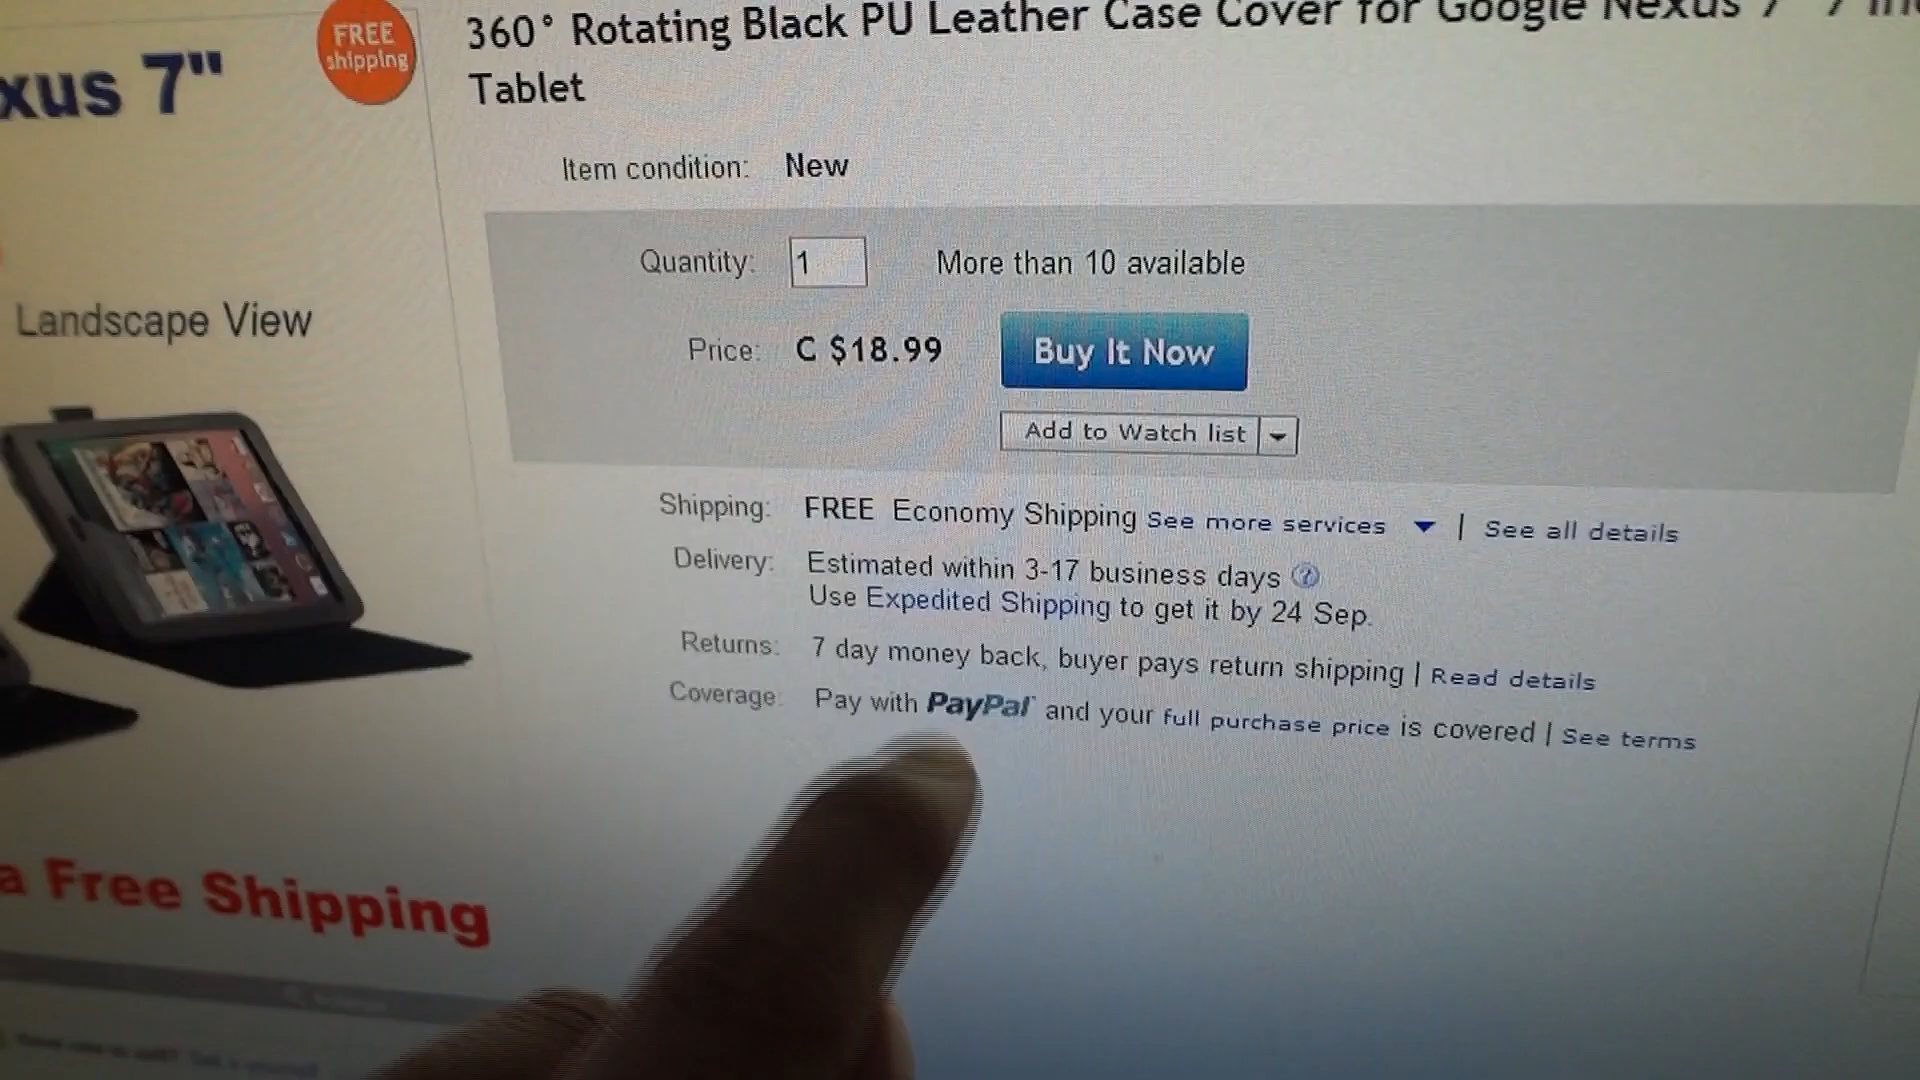 FREE
shipping
xus 7"
360° Rotating Black PU Leather Case Cover for Google Nexus 7 7
Tablet
Item condition: New
Quantity: 1 More than 10 available
Landscape View
Price: C $18.99 Buy It Now
Add to Watch list
Shipping: FREE Economy Shipping See more services | See all details
Delivery: Estimated within 3-17 business days
Use Expedited Shipping to get it by 24 Sep.
Returns: 7 day money back, buyer pays return shipping | Read details
Coverage: Pay with PayPal and your full purchase price is covered | See terms
a Free Shipping